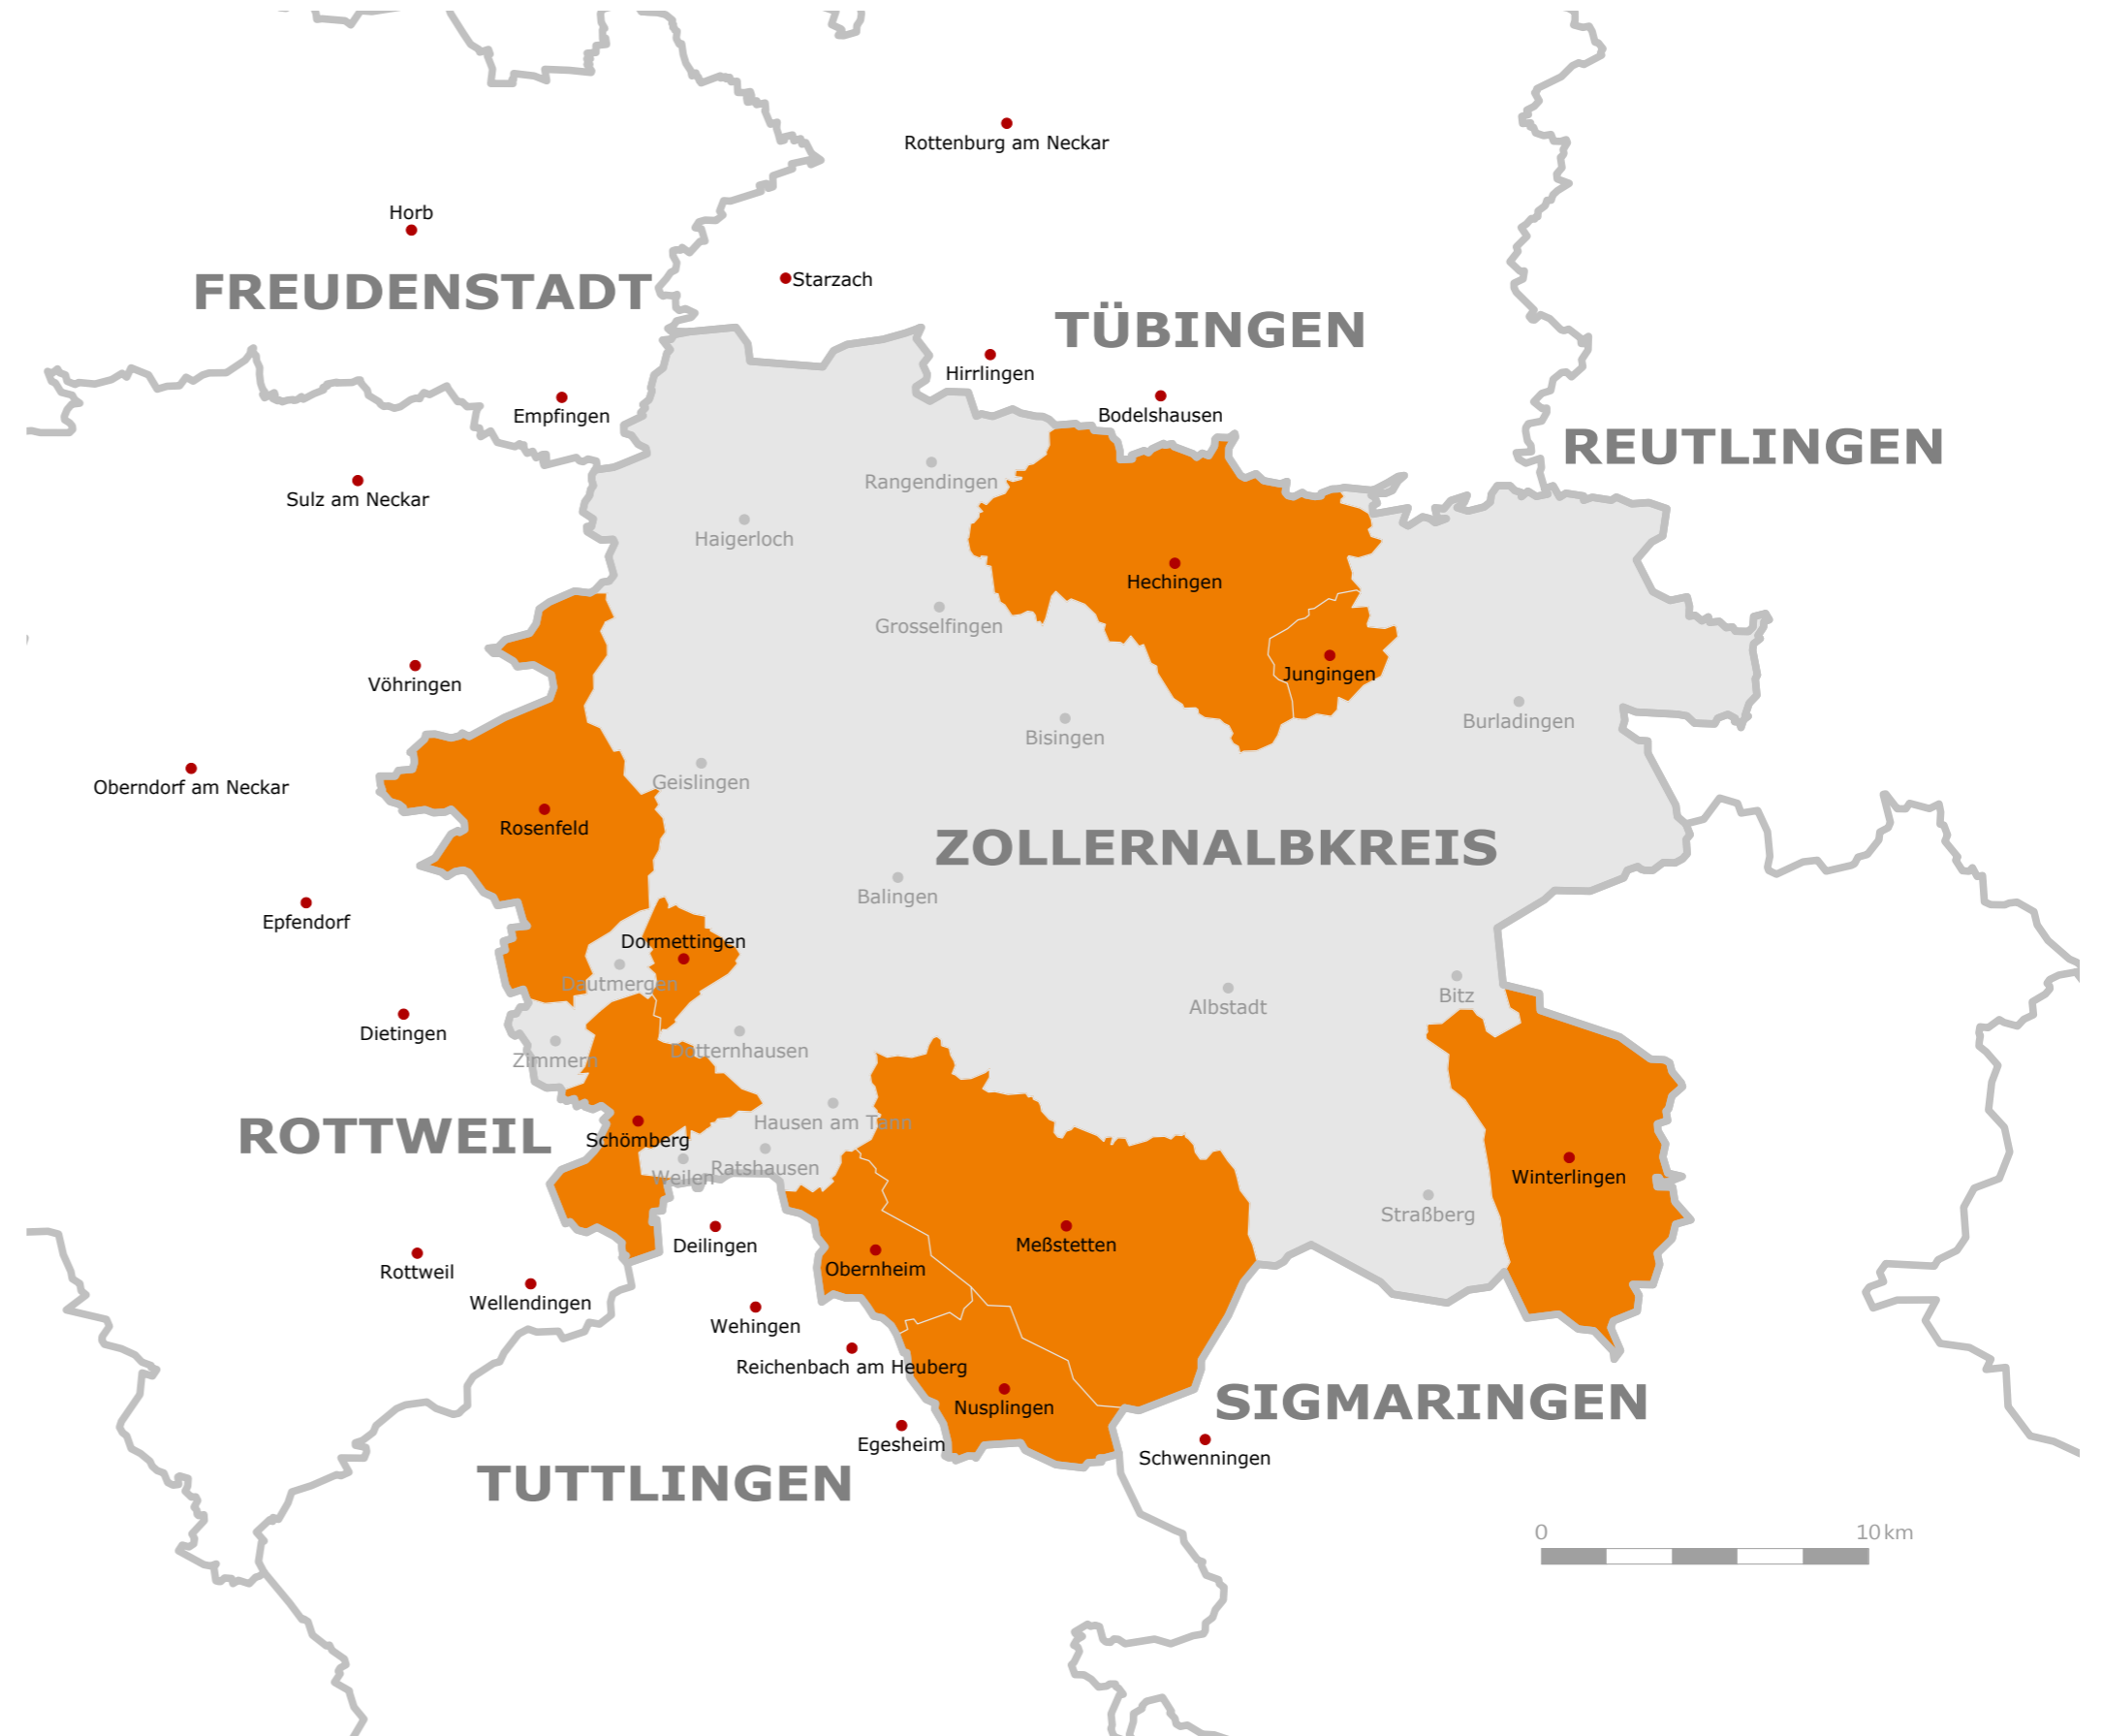 Rottenburg am Neckar
Horb
FREUDENSTADT
Starzach
TÜBINGEN
Hirrlingen
Empfingen
Bodelshausen
REUTLINGEN
Rangendingen
Sulz am Neckar
Haigerloch
Hechingen
Grosselfingen
Jungingen
Vöhringen
Burladingen
Bisingen
Geislingen
Oberndorf am Neckar
Rosenfeld
ZOLLERNALBKREIS
Balingen
Epfendorf
Dormettingen
Dautmergen
Bitz
Albstadt
Dietingen
Dotternhausen
Zimmern
Hausen am Tann
ROTTWEIL
Schömberg
Ratshausen
Weilen
Winterlingen
Straßberg
Deilingen
Meßstetten
Obernheim
Rottweil
Wellendingen
Wehingen
Reichenbach am Heuberg
SIGMARINGEN
Nusplingen
Egesheim
Schwenningen
TUTTLINGEN
0 10 km